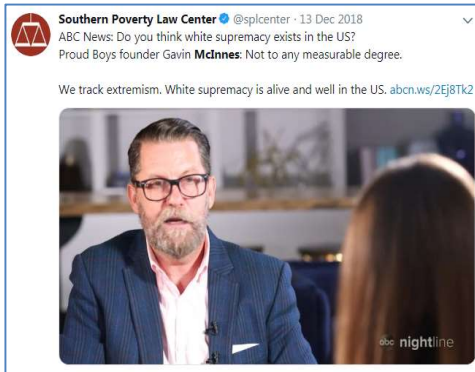 Southern Poverty Law Center @splcenter · 13 Dec 2018
ABC News: Do you think white supremacy exists in the US?
Proud Boys founder Gavin McInnes: Not to any measurable degree.
We track extremism. White supremacy is alive and well in the US. abcn.ws/2Ej8Tk2
abc nightline